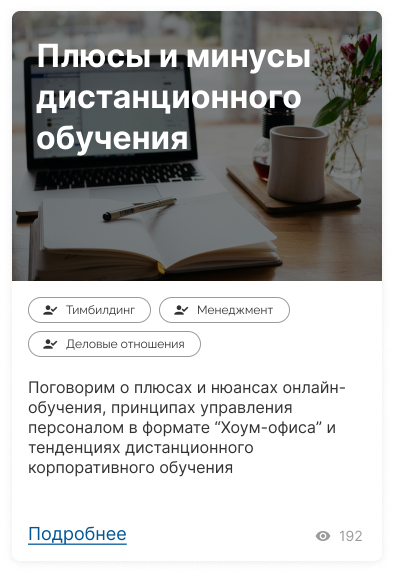 Плюсы и минусы
дистанционного
обучения
Тимбилдинг
Менеджмент
Деловые отношения
Поговорим о плюсах и нюансах онлайн-
обучения, принципах управления
персоналом в формате “Хоум-офиса” и
тенденциях дистанционного
корпоративного обучения
Подробнее
192